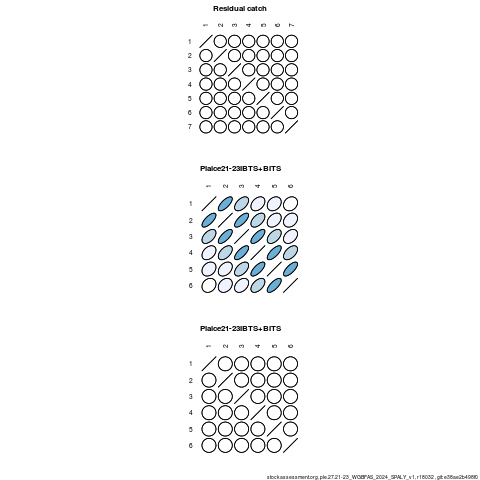 Residual catch
1 2 3 4 5 6 7
1
2
3
4
5
6
7
Plaice21-23IBTS+BITS
1 2 3 4 5 6
1
2
3
4
5
6
Plaice21-23IBTS+BITS
1 2 3 4 5 6
1
2
3
4
5
6
stockassessment.org, ple.27.21-23_WGBFAS_2024_SPALY_v1, r18032 , git: